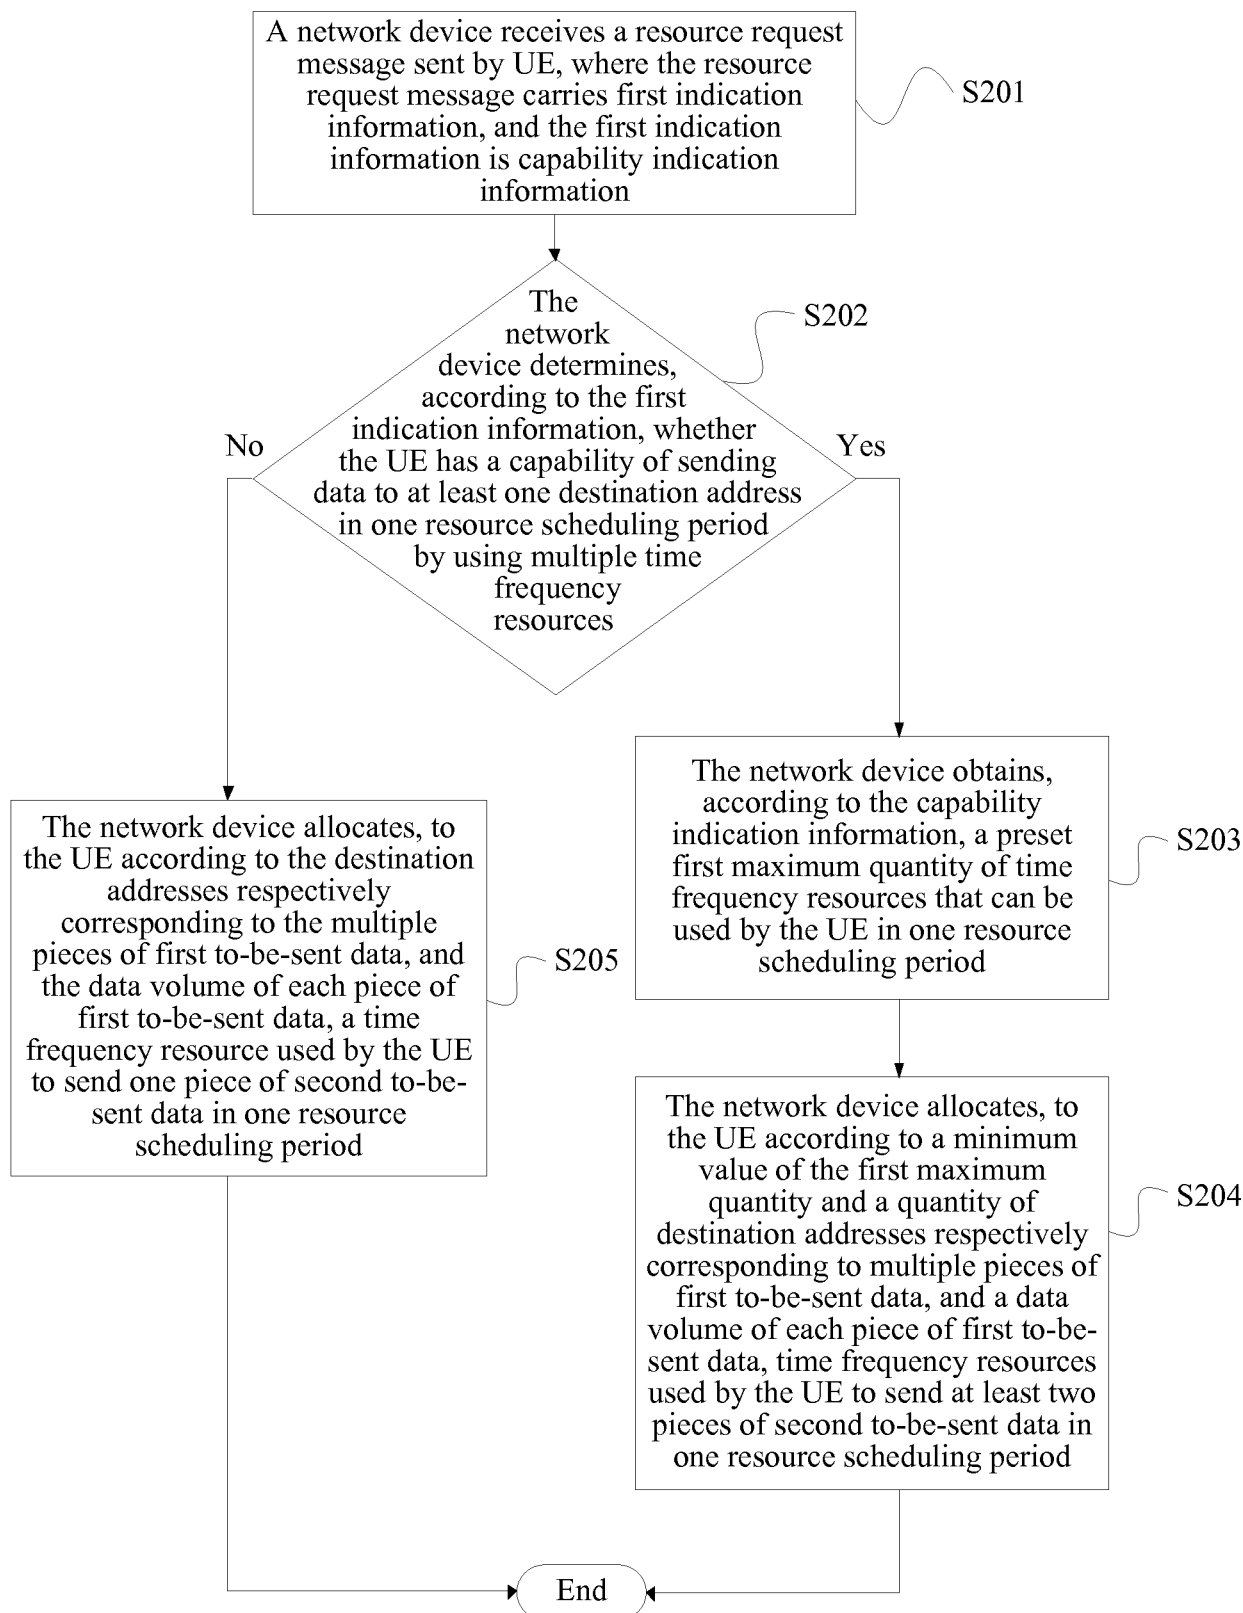 A network device receives a resource request
message sent by UE, where the resource
request message carries first indication
information, and the first indication
information is capability indication
information
S201
The
network
device determines,
according to the first
indication information, whether
the UE has a capability of sending
data to at least one destination address
in one resource scheduling period
by using multiple time
frequency
resources
S202
No
Yes
The network device obtains,
according to the capability
indication information, a preset
first maximum quantity of time
frequency resources that can be
used by the UE in one resource
scheduling period
S203
The network device allocates, to
the UE according to the destination
addresses respectively
corresponding to the multiple
pieces of first to-be-sent data, and
the data volume of each piece of
first to-be-sent data, a time
frequency resource used by the UE
to send one piece of second to-be-
sent data in one resource
scheduling period
S205
The network device allocates, to
the UE according to a minimum
value of the first maximum
quantity and a quantity of
destination addresses respectively
corresponding to multiple pieces of
first to-be-sent data, and a data
volume of each piece of first to-be-
sent data, time frequency resources
used by the UE to send at least two
pieces of second to-be-sent data in
one resource scheduling period
S204
End